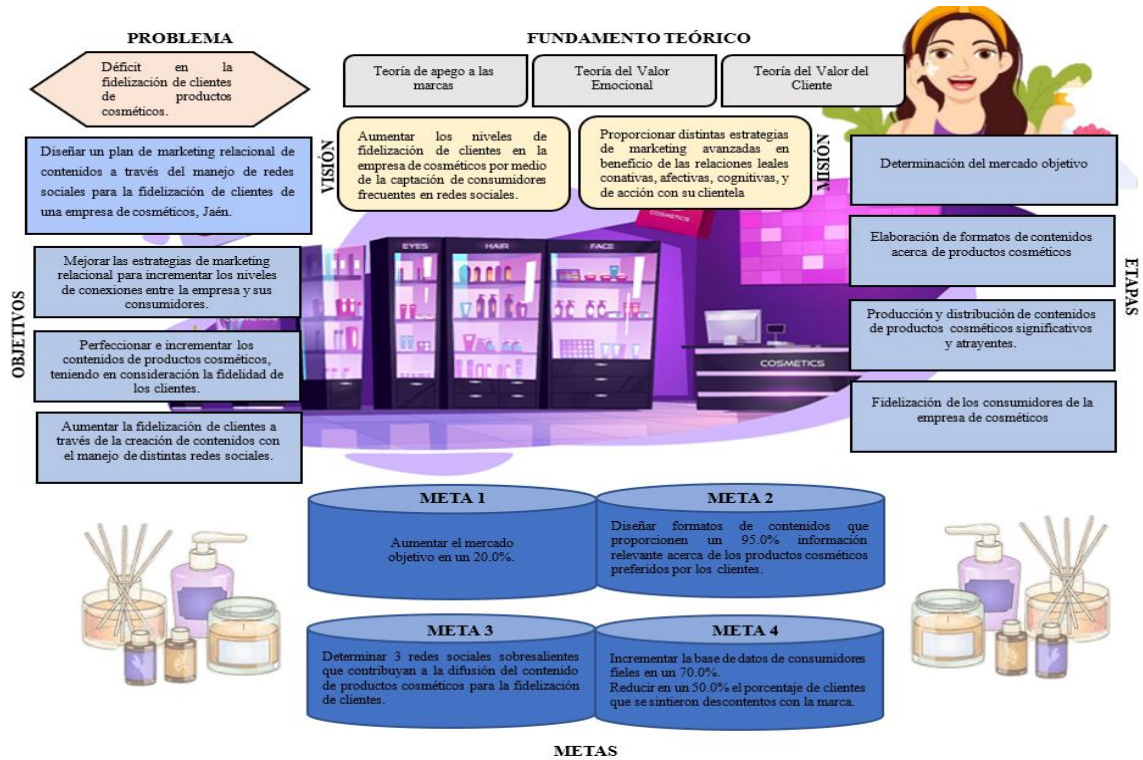 PROBLEMA
Déficit en la
fidelización de clientes
de productos
cosméticos.
FUNDAMENTO TEÓRICO
Teoría de apego a las
marcas
Teoría del Valor
Emocional
Teoría del Valor del
Cliente
VISIÓN
Aumentar los niveles de
fidelización de clientes en la
empresa de cosméticos por medio
de la captación de consumidores
frecuentes en redes sociales.
MISIÓN
Proporcionar distintas estrategias
de marketing avanzadas en
beneficio de las relaciones leales
conativas, afectivas, cognitivas, y
de acción con su clientela
OBJETIVOS
Diseñar un plan de marketing relacional de
contenidos a través del manejo de redes
sociales para la fidelización de clientes de
una empresa de cosméticos, Jaén.
Mejorar las estrategias de marketing
relacional para incrementar los niveles
de conexiones entre la empresa y sus
consumidores.
Perfeccionar e incrementar los
contenidos de productos cosméticos,
teniendo en consideración la fidelidad de
los clientes.
Aumentar la fidelización de clientes a
través de la creación de contenidos con
el manejo de distintas redes sociales.
COSMETICS
EYES
HAIR
FACE
COSMETICS
ETAPAS
Determinación del mercado objetivo
Elaboración de formatos de contenidos
acerca de productos cosméticos
Producción y distribución de contenidos
de productos cosméticos significativos
y atrayentes.
Fidelización de los consumidores de la
empresa de cosméticos
META 1
Aumentar el mercado
objetivo en un 20.0%.
META 2
Diseñar formatos de contenidos que
proporcionen un 95.0% información
relevante acerca de los productos cosméticos
preferidos por los clientes.
META 3
Determinar 3 redes sociales sobresalientes
que contribuyan a la difusión del contenido
de productos cosméticos para la fidelización
de clientes.
META 4
Incrementar la base de datos de consumidores
fieles en un 70.0%.
Reducir en un 50.0% el porcentaje de clientes
que se sintieron descontentos con la marca.
METAS